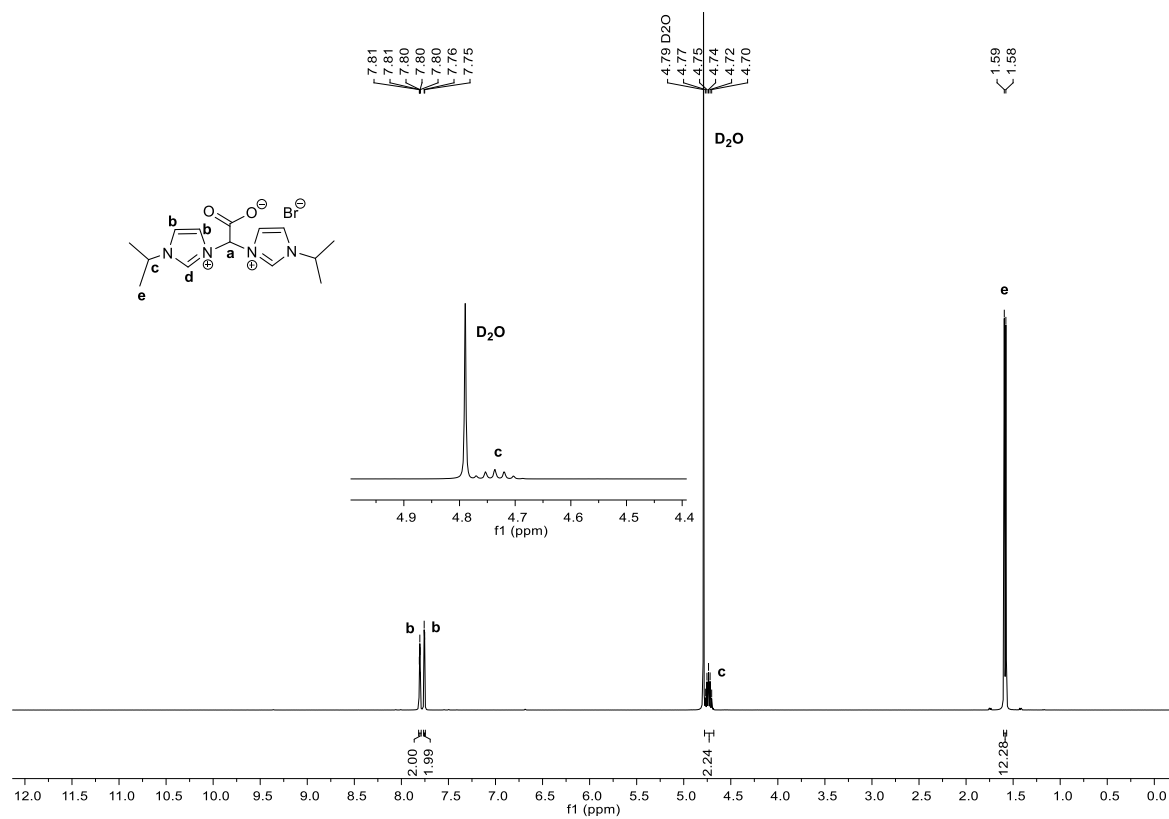 7.81
7.81
7.80
7.80
7.80
7.76
7.75
4.79 D2O
4.77
4.75
4.74
4.72
4.70
1.59
1.58
D2O
O
O⊖
Br⊖
b
b
N
N
⊕
a
N
⊕
N
c
d
e
D2O
c
4.9 4.8 4.7 4.6 4.5 4.4
f1 (ppm)
e
b
b
c
2.00
1.99
2.24
12.28
12.0 11.5 11.0 10.5 10.0 9.5 9.0 8.5 8.0 7.5 7.0 6.5 6.0 5.5 5.0 4.5 4.0 3.5 3.0 2.5 2.0 1.5 1.0 0.5 0.0
f1 (ppm)